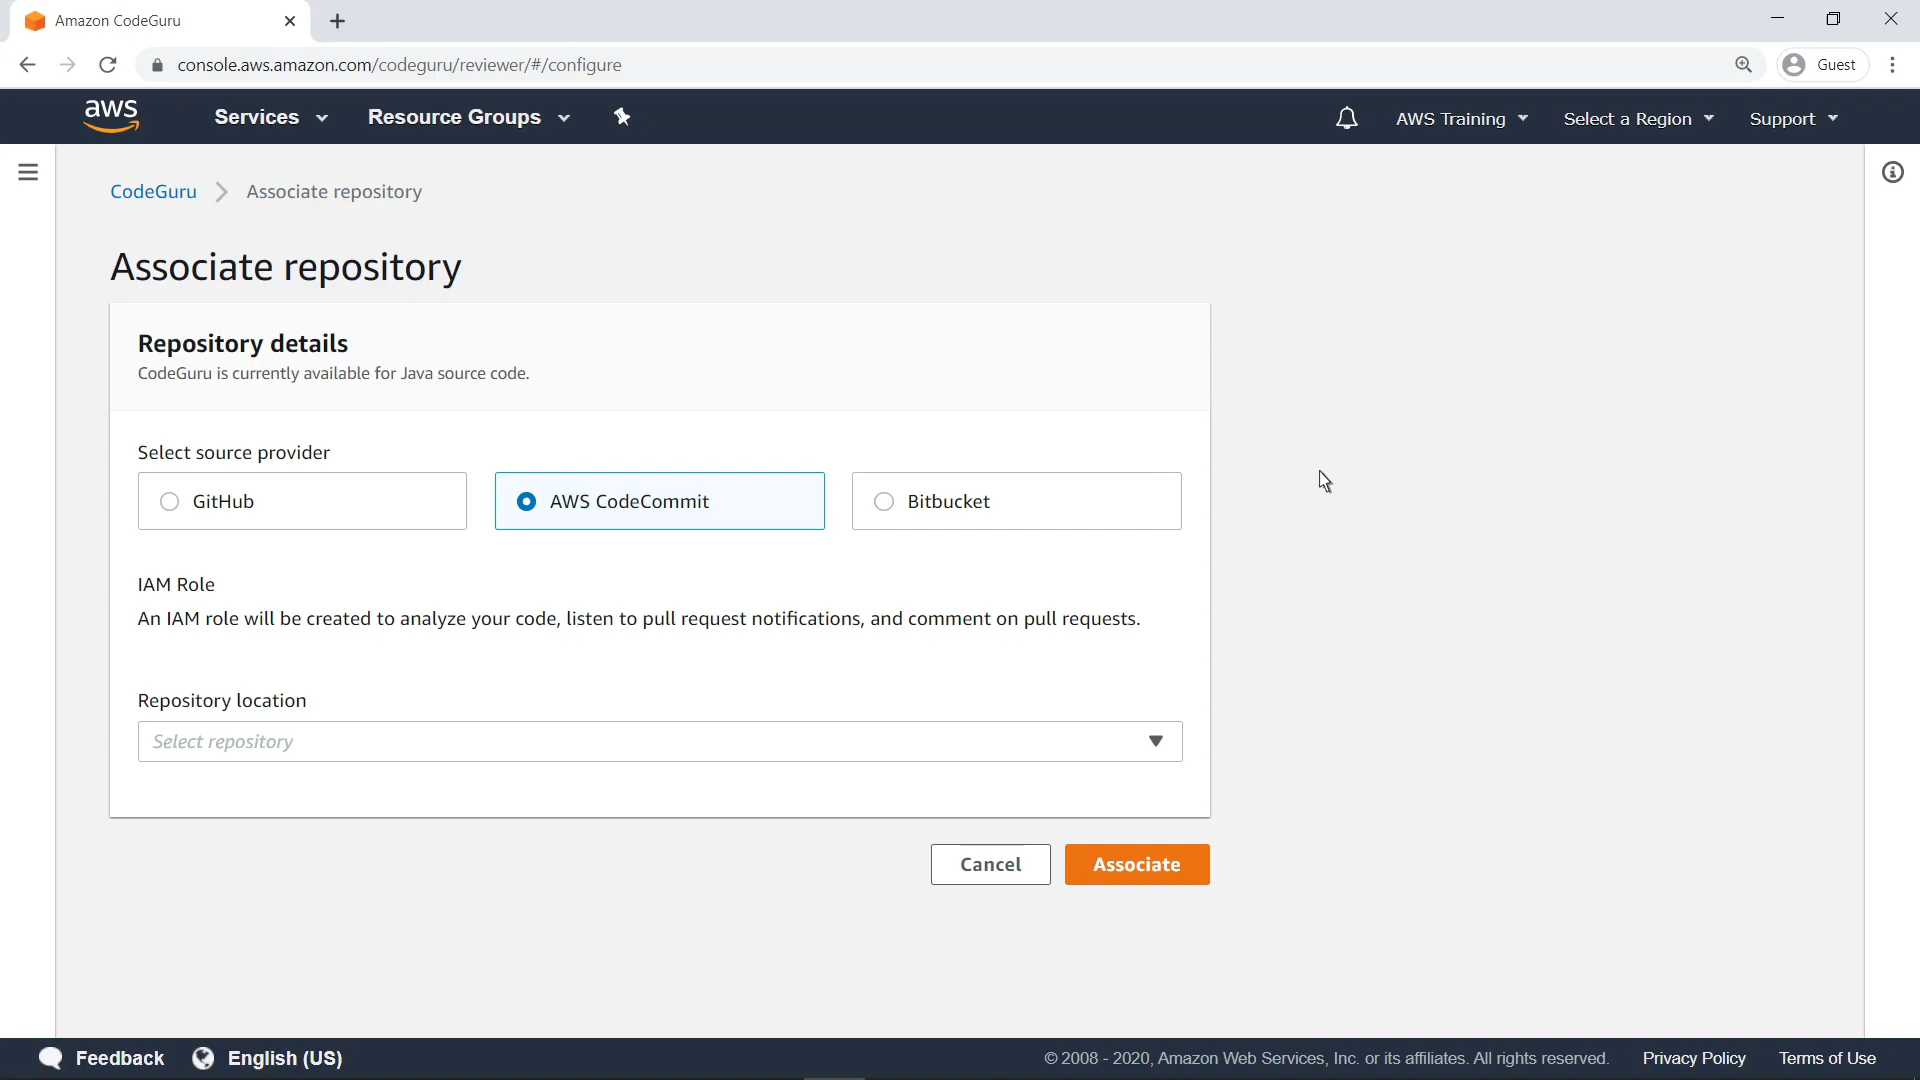 Amazon CodeGuru
console.aws.amazon.com/codeguru/reviewer/#/configure
Guest
aws
Services
Resource Groups
AWS Training
Select a Region
Support
CodeGuru
Associate repository
Associate repository
Repository details
CodeGuru is currently available for Java source code.
Select source provider
GitHub
AWS CodeCommit
Bitbucket
IAM Role
An IAM role will be created to analyze your code, listen to pull request notifications, and comment on pull requests.
Repository location
Select repository
Cancel
Associate
Feedback
English (US)
© 2008 - 2020, Amazon Web Services, Inc. or its affiliates. All rights reserved.
Privacy Policy
Terms of Use